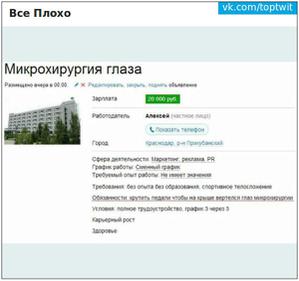 Все Плохо
vk.com/toptwit
Микрохирургия глаза
Размещено вчера в 00:00. Редактировать, закрыть, поднять объявление
Зарплата 20 000 руб.
Работодатель Алексей (частное лицо)
Показать телефон
Город Краснодар, р-н Прикубанский
Сфера деятельности: Маркетинг, реклама, PR
График работы: Сменный график
Требуемый опыт работы: Не имеет значения
Требования: без опыта без образования, спортивное телосложение
Обязанности: крутить педали чтобы на крыше вертелся глаз микрохирургии
Условия: полное трудоустройство, график 3 через 3
Карьерный рост
Здоровье